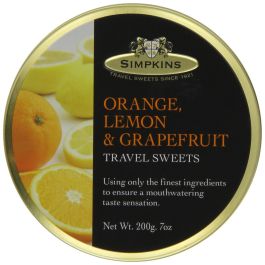 SIMPKINS
TRAVEL SWEETS SINCE 1921
ORANGE,
LEMON
& GRAPEFRUIT
TRAVEL SWEETS
Using only the finest ingredients
to ensure a mouthwatering
taste sensation.
Net Wt. 200g. 7oz